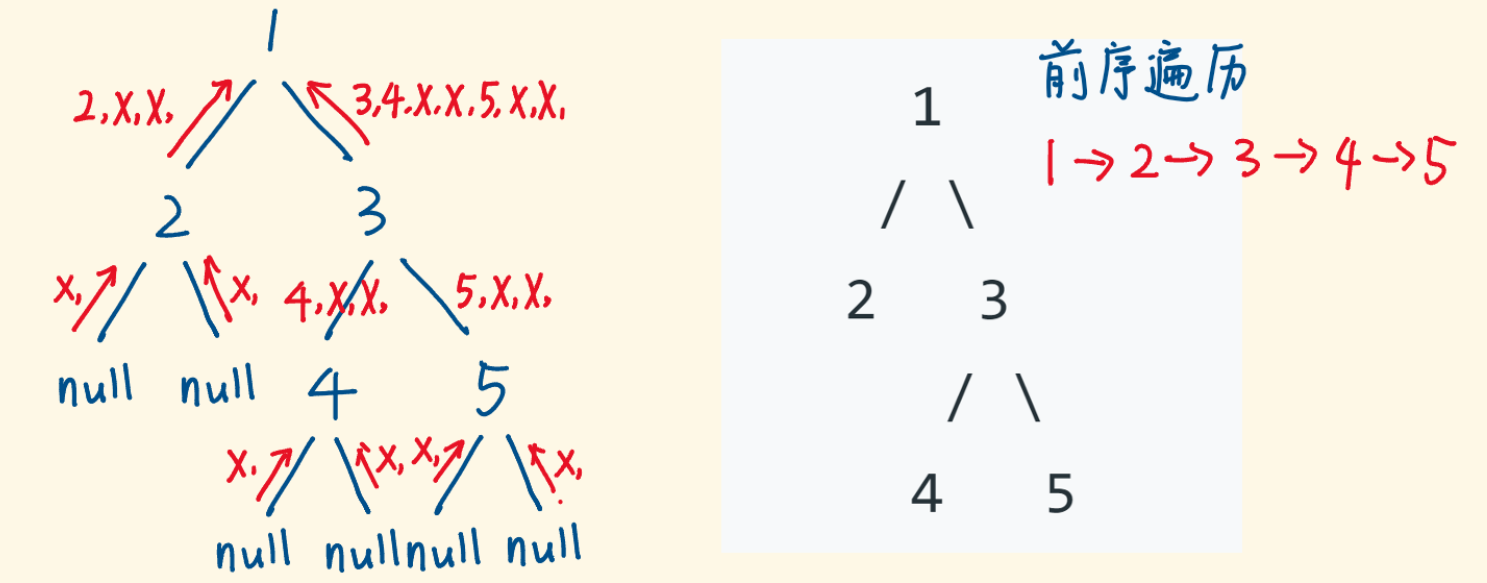 1
2,X,X,
3,4,X,X,5,X,X,
2
3
X,
X,
4,X,X,
5,X,X,
null
null
4
5
X,
X,
X,
X,
null
null
null
null
前序遍历
1→2→3→4→5
1
/ \
2 3
/ \
4 5